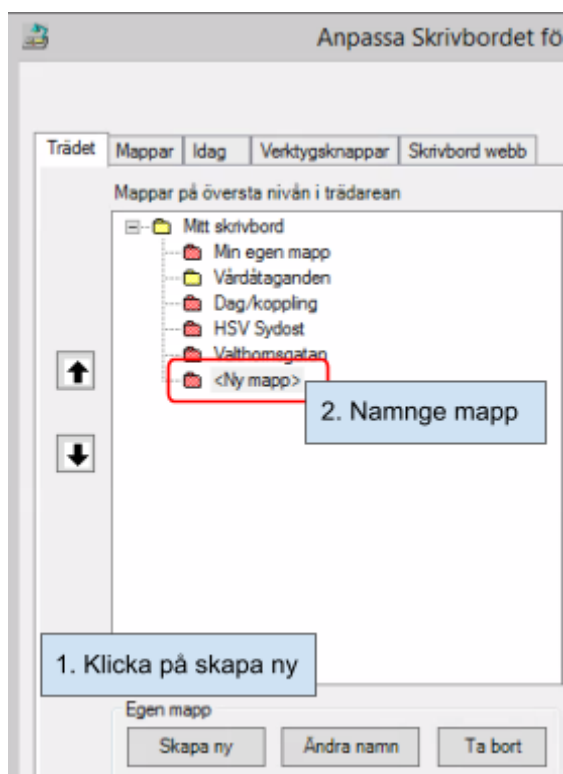 Anpassa Skrivbordet fö
Trädet Mappar Idag Verktygsknappar Skrivbord webb
Mappar på översta nivån i trädarean
Mitt skrivbord
Min egen mapp
Vårdåtaganden
Dag/koppling
HSV Sydost
Valthornsgatan
<Ny mapp>
2. Namnge mapp
1. Klicka på skapa ny
Egen mapp
Skapa ny Ändra namn Ta bort